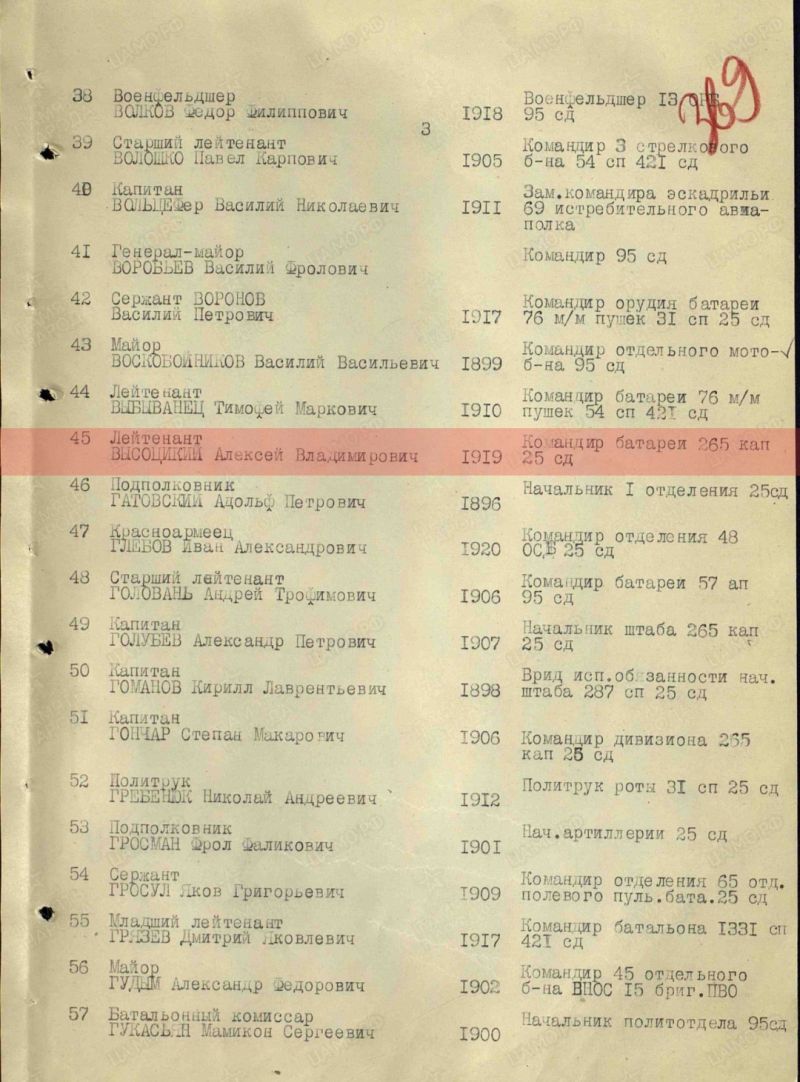 3
38 Военфельдшер
ВОЛКОВ Федор Филиппович 1918 Военфельдшер 13
95 сд
39 Старший лейтенант
ВОЛОШКО Павел Карпович 1905 Командир 3 стрелкового
б-на 54 сп 421 сд
40 Капитан
ВОЛЬЦЕФер Василий Николаевич 1911 Зам.командира эскадрильи
69 истребительного авиа-
полка
41 Генерал-майор
ВОРОБЬЕВ Василий Фролович Командир 95 сд
42 Сержант ВОРОНОВ
Василий Петрович 1917 Командир орудия батареи
76 м/м пушек 31 сп 25 сд
43 Майор
ВОСКОБОЙНИКОВ Василий Васильевич 1899 Командир отдельного мото-
б-на 95 сд
44 Лейтенант
ВЫБЫВАНЕЦ Тимофей Маркович 1910 Командир батареи 76 м/м
пушек 54 сп 421 сд
45 Лейтенант
ВЫСОЦИКИЙ Алексей Владимирович 1919 Командир батареи 265 кап
25 сд
46 Подполковник
ГАТОВСКИЙ Адольф Петрович 1896 Начальник I отделения 25сд
47 Красноармеец
ГЛЕБОВ Иван Александрович 1920 Командир отделения 48
ОСБ 25 сд
48 Старший лейтенант
ГОЛОВАНЬ Андрей Трофимович 1906 Командир батареи 57 ап
95 сд
49 Капитан
ГОЛУБЕВ Александр Петрович 1907 Начальник штаба 265 кап
25 сд
50 Капитан
ГОМАНОВ Кирилл Лаврентьевич 1898 Врид исп.об занности нач.
штаба 287 сп 25 сд
51 Капитан
ГОНЧАР Степан Макарович 1906 Командир дивизиона 265
кап 25 сд
52 Политрук
ГРЕБЕНЮК Николай Андреевич 1912 Политрук роты 31 сп 25 сд
53 Подполковник
ГРОСМАН Фрол Фаликович 1901 Нач.артиллерии 25 сд
54 Сержант
ГРОСУЛ Яков Григорьевич 1909 Командир отделения 65 отд.
полевого пуль.бата.25 сд
55 Младший лейтенант
ГРЯЗЕВ Дмитрий Яковлевич 1917 Командир батальона 1331 сп
421 сд
56 Майор
ГУДЫМ Александр Федорович 1902 Командир 45 отдельного
б-на ВНОС 15 бриг.ПВО
57 Батальонный комиссар
ГУКАСЬЯН Мамикон Сергеевич 1900 Начальник политотдела 95сд